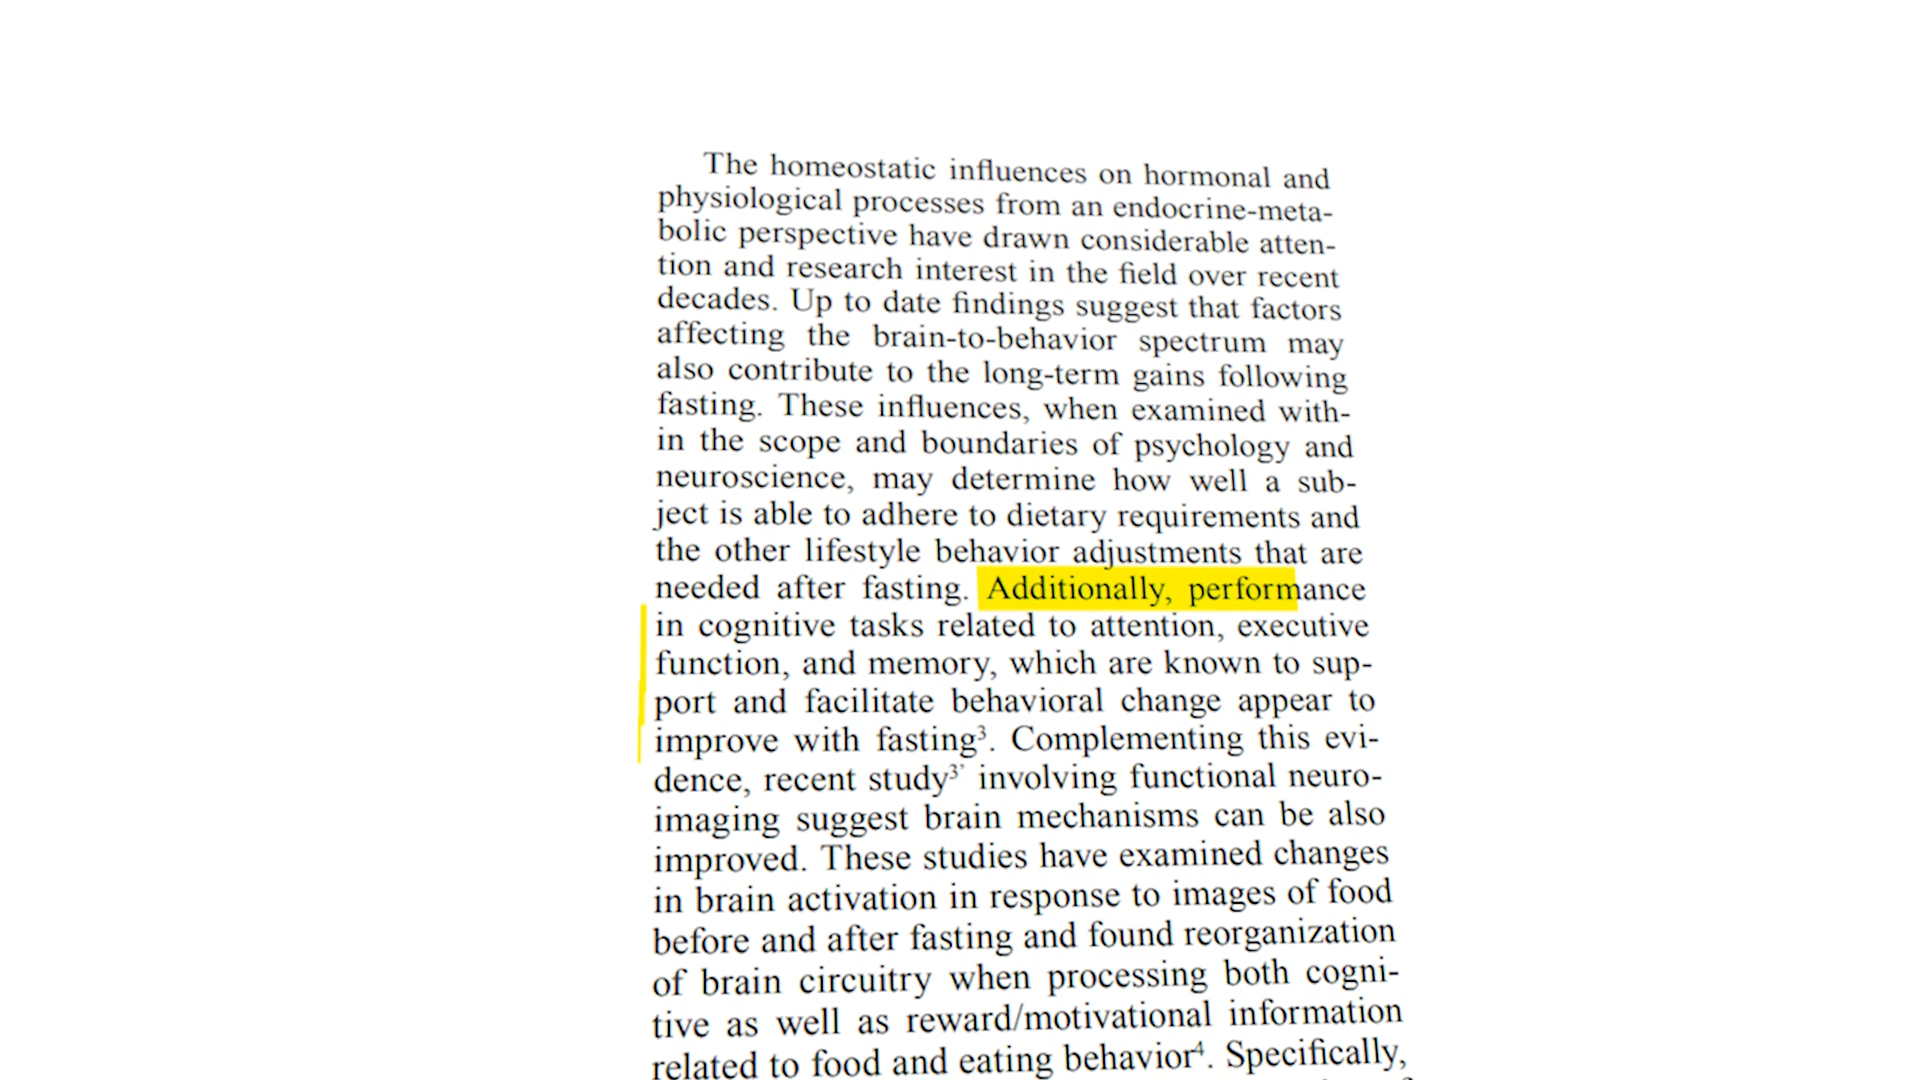 The homeostatic influences on hormonal and
physiological processes from an endocrine-meta-
bolic perspective have drawn considerable atten-
tion and research interest in the field over recent
decades. Up to date findings suggest that factors
affecting the brain-to-behavior spectrum may
also contribute to the long-term gains following
fasting. These influences, when examined with-
in the scope and boundaries of psychology and
neuroscience, may determine how well a sub-
ject is able to adhere to dietary requirements and
the other lifestyle behavior adjustments that are
needed after fasting. Additionally, performance
in cognitive tasks related to attention, executive
function, and memory, which are known to sup-
port and facilitate behavioral change appear to
improve with fasting³. Complementing this evi-
dence, recent study³’ involving functional neuro-
imaging suggest brain mechanisms can be also
improved. These studies have examined changes
in brain activation in response to images of food
before and after fasting and found reorganization
of brain circuitry when processing both cogni-
tive as well as reward/motivational information
related to food and eating behavior⁴. Specifically,